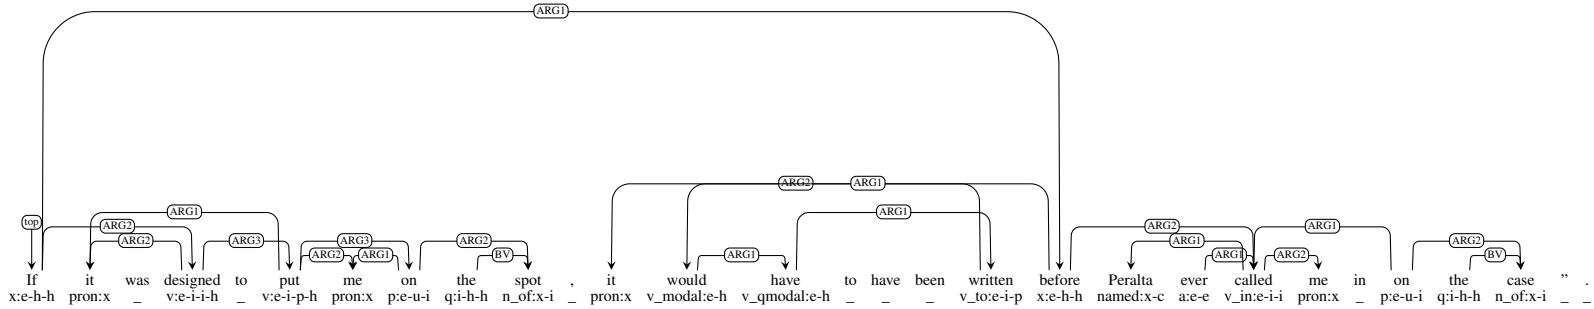 ARG1
ARG2 ARG1
top ARG1 ARG1
ARG2 ARG2 ARG1
ARG2 ARG3 ARG3 ARG2 ARG1 ARG2
ARG2 ARG1 BV ARG1 ARG1 ARG2 BV
If it was designed to put me on the spot , it would have to have been written before Peralta ever called me in on the case ” .
x:e-h-h pron:x _ v:e-i-i-h _ v:e-i-p-h pron:x p:e-u-i q:i-h-h n_of:x-i _ pron:x v_modal:e-h v_qmodal:e-h _ _ _ v_to:e-i-p x:e-h-h named:x-c a:e-e v_in:e-i-i pron:x _ p:e-u-i q:i-h-h n_of:x-i _ _